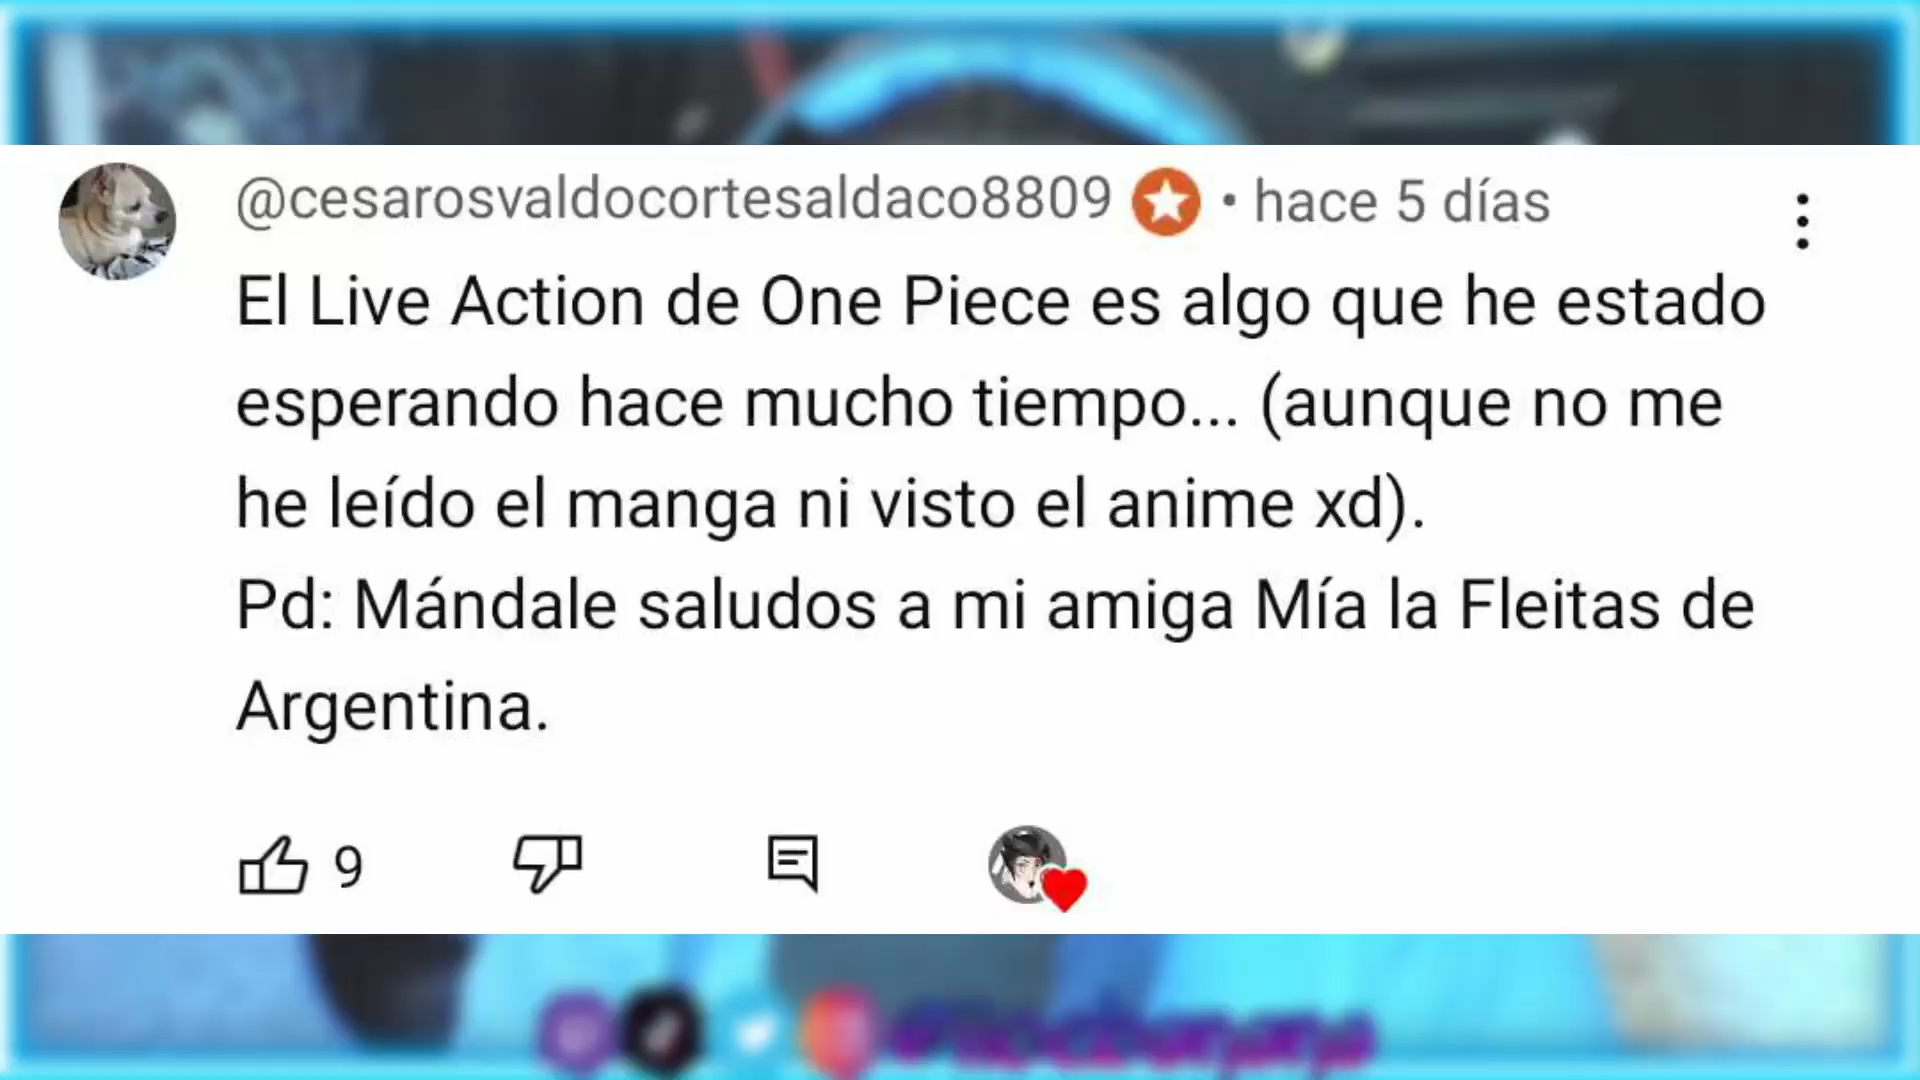 @cesarosvaldocortesaldaco8809 • hace 5 días
El Live Action de One Piece es algo que he estado
esperando hace mucho tiempo... (aunque no me
he leído el manga ni visto el anime xd).
Pd: Mándale saludos a mi amiga Mía la Fleitas de
Argentina.
9